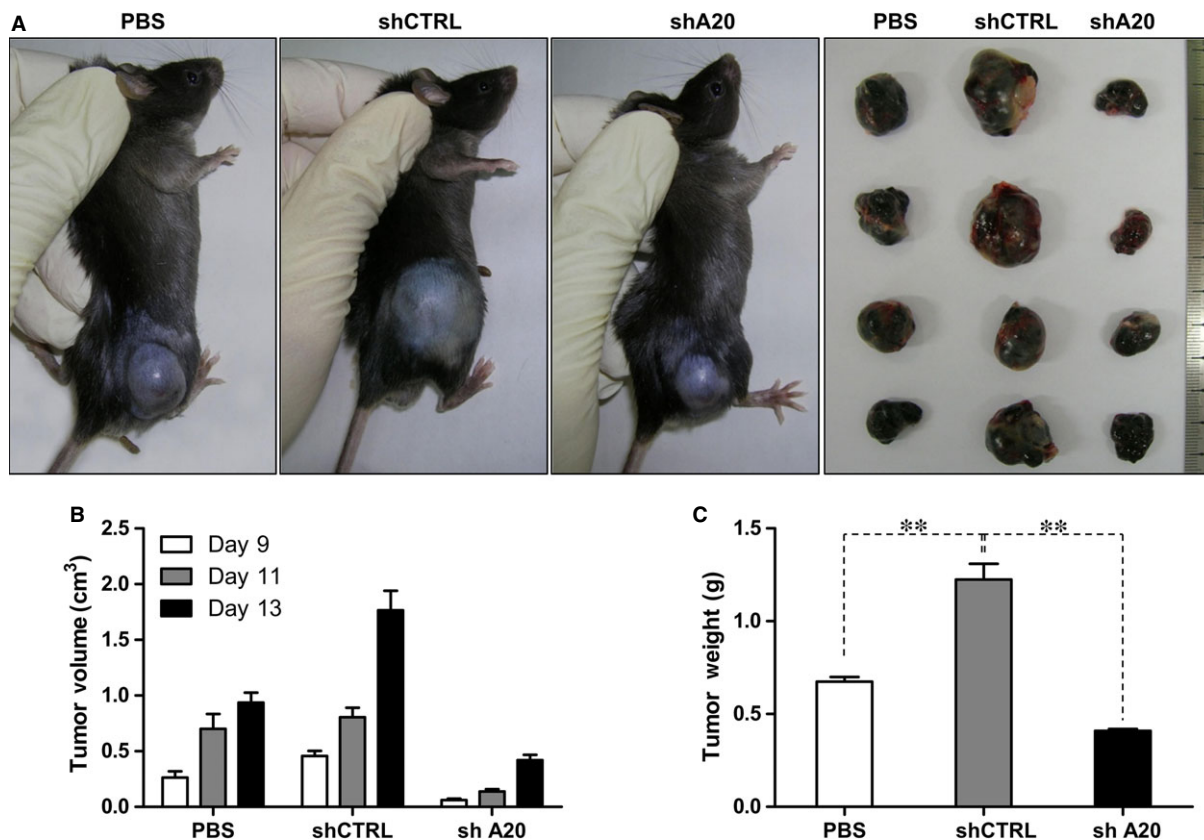 A
PBS
shCTRL
shA20
PBS shCTRL shA20
B
Tumor volume (cm³)
2.5
2.0
1.5
1.0
0.5
0.0
Day 9
Day 11
Day 13
PBS shCTRL sh A20
C
Tumor weight (g)
1.5
1.0
0.5
0.0
** **
PBS shCTRL sh A20